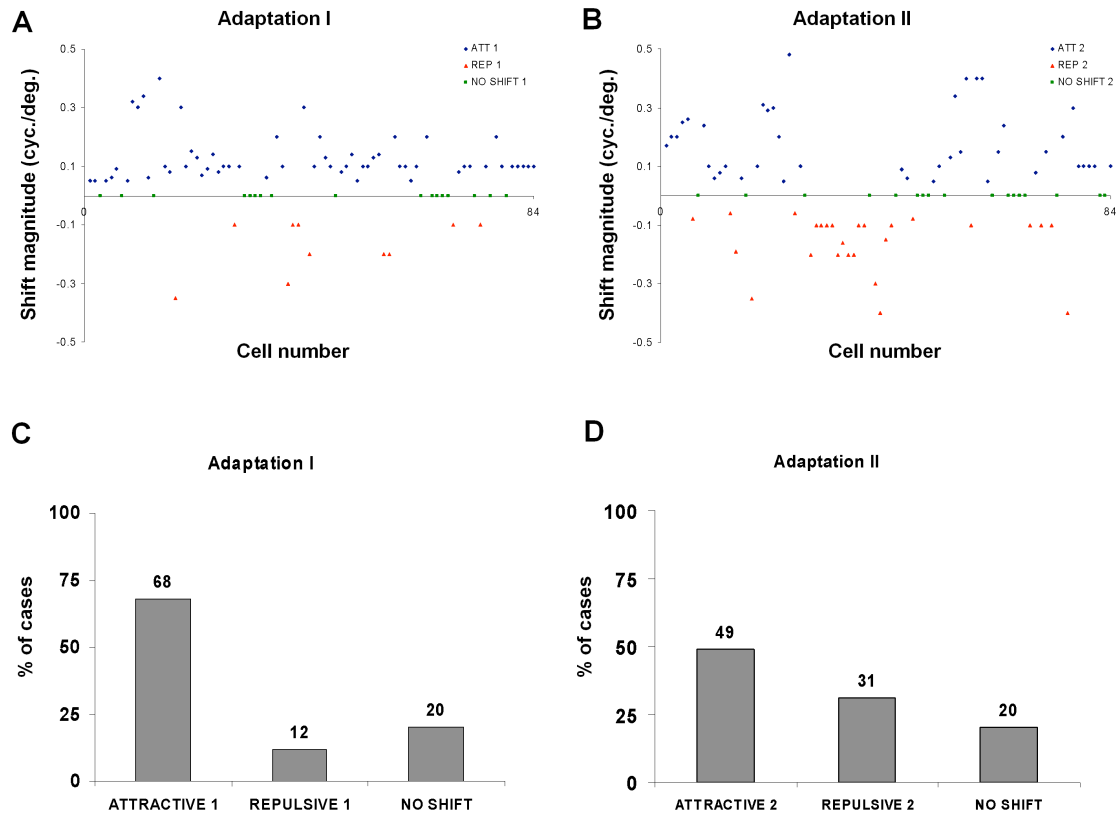 A
Adaptation I
Shift magnitude (cyc./deg.)
0.5
0.3
0.1
-0.1
-0.3
-0.5
0
84
ATT 1
REP 1
NO SHIFT 1
Cell number
B
Adaptation II
Shift magnitude (cyc./deg.)
0.5
0.3
0.1
-0.1
-0.3
-0.5
0
84
ATT 2
REP 2
NO SHIFT 2
Cell number
C
Adaptation I
% of cases
100
75
50
25
0
68
12
20
ATTRACTIVE 1
REPULSIVE 1
NO SHIFT
D
Adaptation II
% of cases
100
75
50
25
0
49
31
20
ATTRACTIVE 2
REPULSIVE 2
NO SHIFT